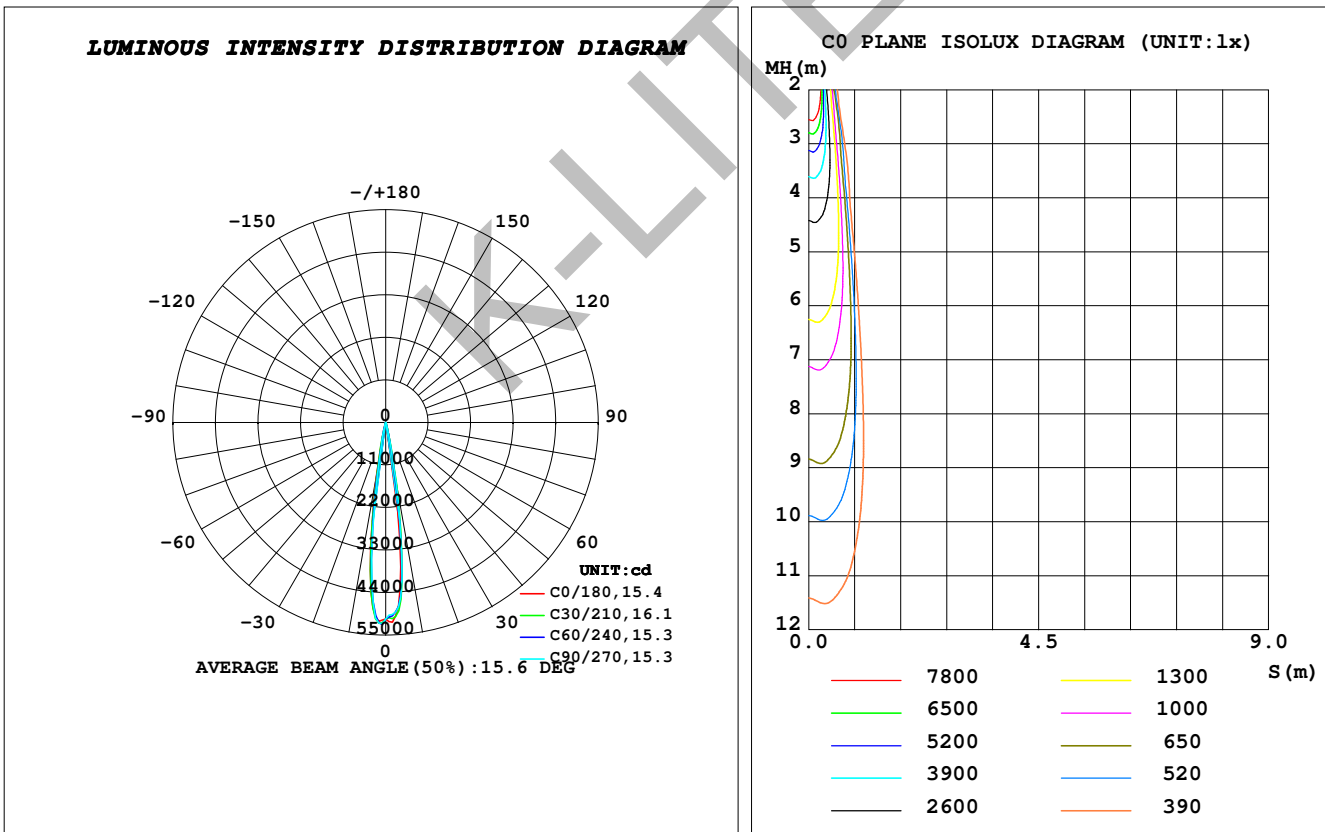 LUMINOUS INTENSITY DISTRIBUTION DIAGRAM
-/+180
-150 150
-120 120
-90 90
0
11000
22000
33000
44000
55000
-60 60
-30 30
0
UNIT:cd
C0/180,15.4
C30/210,16.1
C60/240,15.3
C90/270,15.3
AVERAGE BEAM ANGLE(50%):15.6 DEG
K-LITE
C0 PLANE ISOLUX DIAGRAM (UNIT:lx)
MH(m)
2
3
4
5
6
7
8
9
10
11
12
0.0 4.5 9.0
S(m)
7800 1300
6500 1000
5200 650
3900 520
2600 390